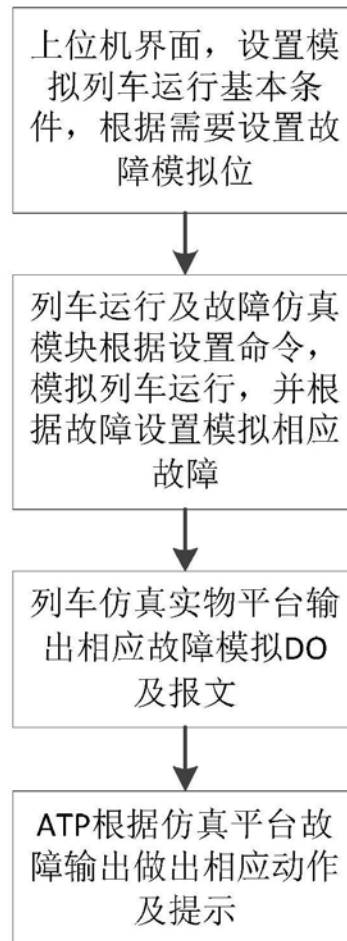 上位机界面，设置模
拟列车运行基本条
件，根据需要设置故
障模拟位
列车运行及故障仿真
模块根据设置命令，
模拟列车运行，并根
据故障设置模拟相应
故障
列车仿真实物平台输
出相应故障模拟DO
及报文
ATP根据仿真平台故
障输出做出相应动作
及提示